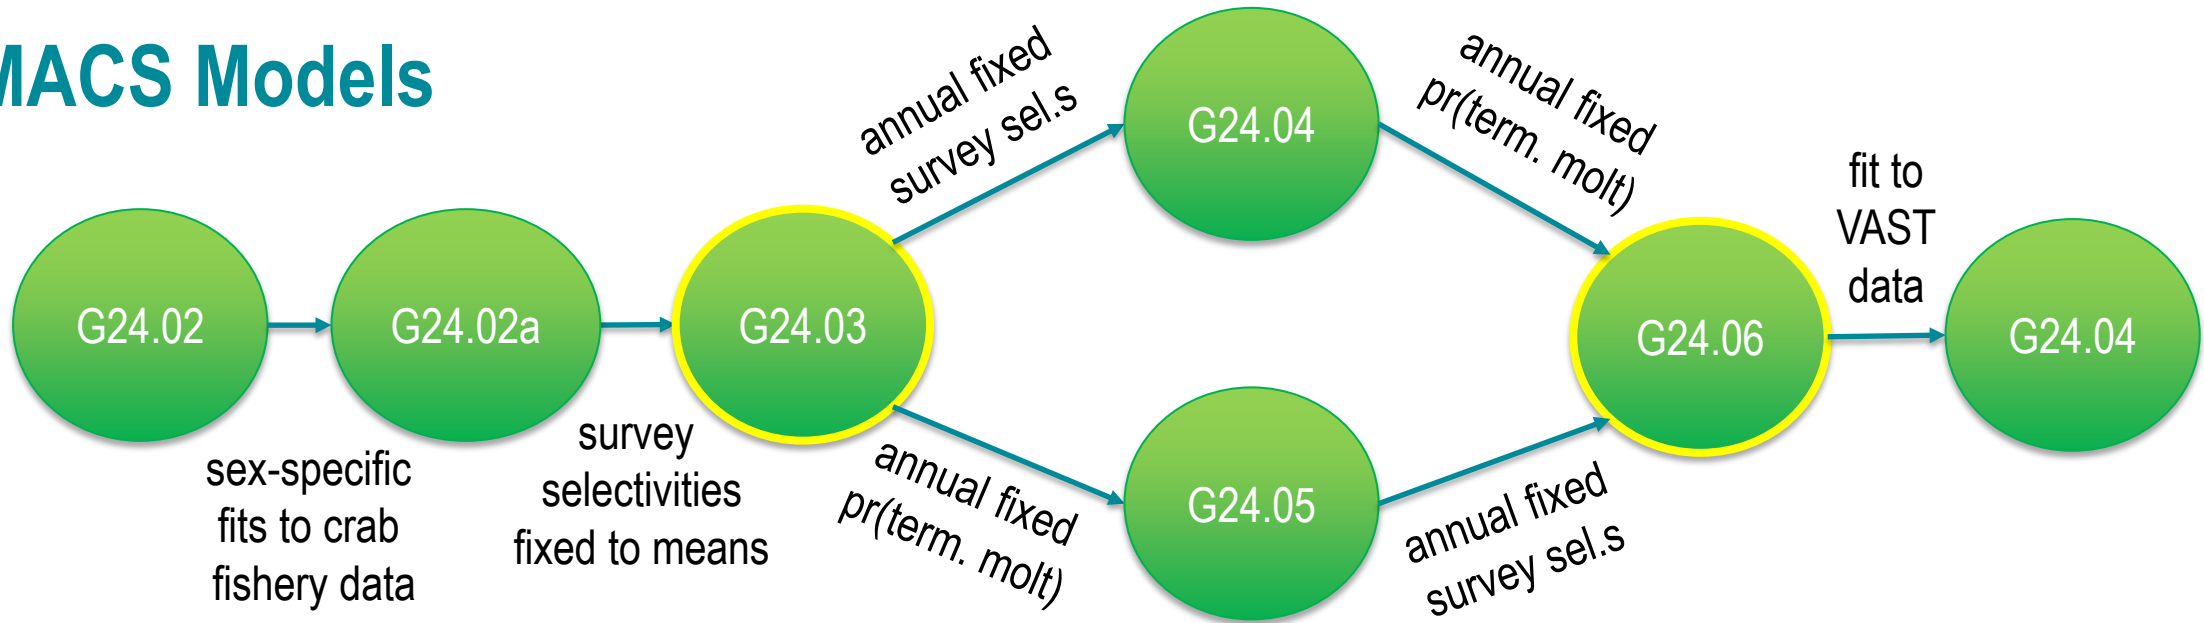 MACS Models
G24.02
sex-specific
fits to crab
fishery data
G24.02a
survey
selectivities
fixed to means
G24.03
annual fixed
survey sel.s
G24.04
annual fixed
pr(term. molt)
annual fixed
pr(term. molt)
G24.05
annual fixed
survey sel.s
G24.06
fit to
VAST
data
G24.04